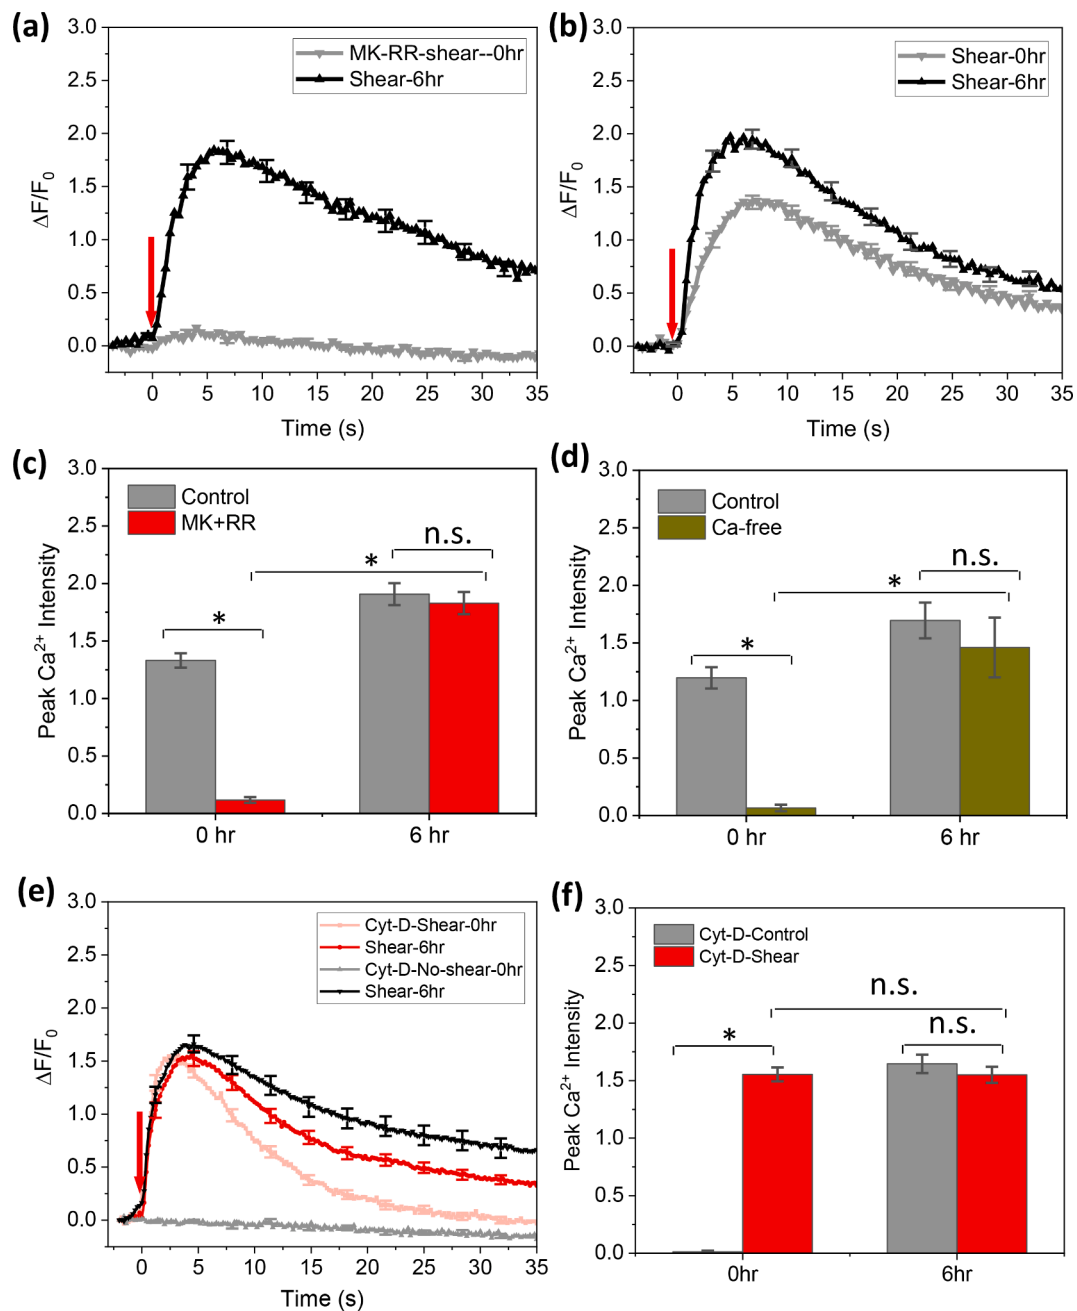 (a)
3.0
2.5
2.0
1.5
1.0
0.5
0.0
ΔF/F0
MK-RR-shear--0hr
Shear-6hr
0 5 10 15 20 25 30 35
Time (s)
(b)
3.0
2.5
2.0
1.5
1.0
0.5
0.0
ΔF/F0
Shear-0hr
Shear-6hr
0 5 10 15 20 25 30 35
Time (s)
(c)
3.0
2.5
2.0
1.5
1.0
0.5
0.0
Peak Ca2+ Intensity
Control
MK+RR
n.s.
*
*
0 hr 6 hr
(d)
3.0
2.5
2.0
1.5
1.0
0.5
0.0
Peak Ca2+ Intensity
Control
Ca-free
n.s.
*
*
0 hr 6 hr
(e)
3.0
2.5
2.0
1.5
1.0
0.5
0.0
ΔF/F0
Cyt-D-Shear-0hr
Shear-6hr
Cyt-D-No-shear-0hr
Shear-6hr
0 5 10 15 20 25 30 35
Time (s)
(f)
3.0
2.5
2.0
1.5
1.0
0.5
0.0
Peak Ca2+ Intensity
Cyt-D-Control
Cyt-D-Shear
n.s.
n.s.
*
0hr 6hr